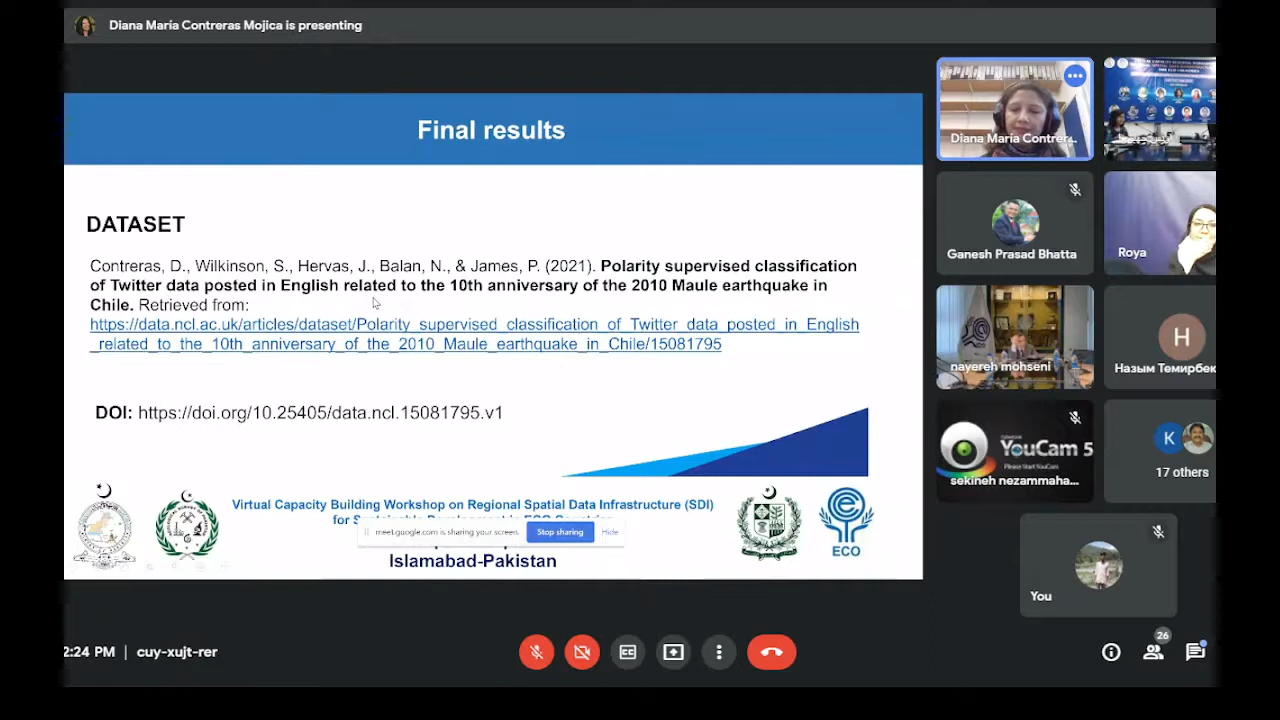 Diana María Contreras Mojica is presenting
Final results
DATASET
Contreras, D., Wilkinson, S., Hervas, J., Balan, N., & James, P. (2021). Polarity supervised classification
of Twitter data posted in English related to the 10th anniversary of the 2010 Maule earthquake in
Chile. Retrieved from:
https://data.ncl.ac.uk/articles/dataset/Polarity_supervised_classification_of_Twitter_data_posted_in_English
_related_to_the_10th_anniversary_of_the_2010_Maule_earthquake_in_Chile/15081795
DOI: https://doi.org/10.25405/data.ncl.15081795.v1
Virtual Capacity Building Workshop on Regional Spatial Data Infrastructure (SDI)
meet.google.com is sharing your screen.
Stop sharing
Hide
Islamabad-Pakistan
ECO
Diana María Contrer...
Ganesh Prasad Bhatta
Roya
nayereh mohseni
H
Назым Темирбек
YouCam 5
Please Start YouCam
sekineh nezammaha...
K
17 others
You
2:24 PM | cuy-xujt-rer
26